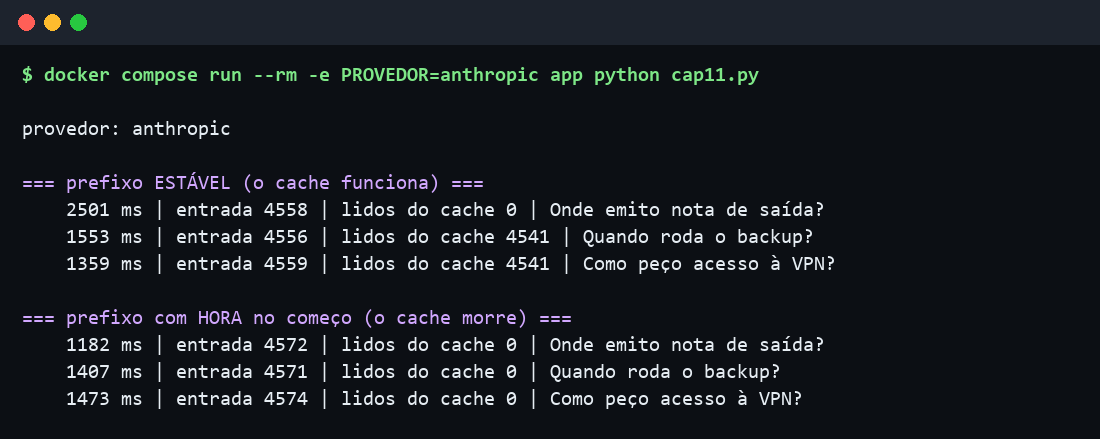 $ docker compose run --rm -e PROVEDOR=anthropic app python cap11.py
provedor: anthropic
=== prefixo ESTÁVEL (o cache funciona) ===
2501 ms | entrada 4558 | lidos do cache 0 | Onde emito nota de saída?
1553 ms | entrada 4556 | lidos do cache 4541 | Quando roda o backup?
1359 ms | entrada 4559 | lidos do cache 4541 | Como peço acesso à VPN?
=== prefixo com HORA no começo (o cache morre) ===
1182 ms | entrada 4572 | lidos do cache 0 | Onde emito nota de saída?
1407 ms | entrada 4571 | lidos do cache 0 | Quando roda o backup?
1473 ms | entrada 4574 | lidos do cache 0 | Como peço acesso à VPN?